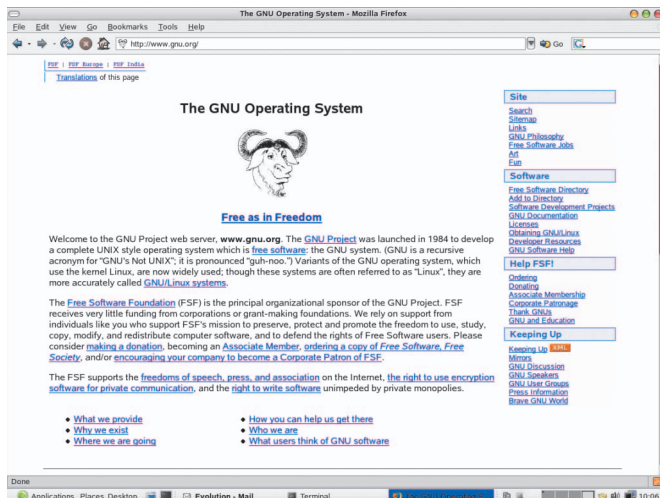 The GNU Operating System - Mozilla Firefox
File Edit View Go Bookmarks Tools Help
http://www.gnu.org/ Go
FSF | FSF Europe | FSF India
Translations of this page
The GNU Operating System
Free as in Freedom
Welcome to the GNU Project web server, www.gnu.org. The GNU Project was launched in 1984 to develop
a complete UNIX style operating system which is free software: the GNU system. (GNU is a recursive
acronym for "GNU's Not UNIX"; it is pronounced "guh-noo.") Variants of the GNU operating system, which
use the kernel Linux, are now widely used; though these systems are often referred to as "Linux", they are
more accurately called GNU/Linux systems.
The Free Software Foundation (FSF) is the principal organizational sponsor of the GNU Project. FSF
receives very little funding from corporations or grant-making foundations. We rely on support from
individuals like you who support FSF's mission to preserve, protect and promote the freedom to use, study,
copy, modify, and redistribute computer software, and to defend the rights of Free Software users. Please
consider making a donation, becoming an Associate Member, ordering a copy of Free Software, Free
Society, and/or encouraging your company to become a Corporate Patron of FSF.
The FSF supports the freedoms of speech, press, and association on the Internet, the right to use encryption
software for private communication, and the right to write software unimpeded by private monopolies.
What we provide
Why we exist
Where we are going
How you can help us get there
Who we are
What users think of GNU software
Site
Search
Sitemap
Links
GNU Philosophy
Free Software Jobs
Art
Fun
Software
Free Software Directory
Add to Directory
Software Development Projects
GNU Documentation
Licenses
Obtaining GNU/Linux
Developer Resources
GNU Software Help
Help FSF!
Ordering
Donating
Associate Membership
Corporate Patronage
Thank GNUs
GNU and Education
Keeping Up
Keeping Up XML
Mirrors
GNU Discussion
GNU Speakers
GNU User Groups
Press Information
Brave GNU World
Done
Applications Places Desktop Evolution - Mail Terminal 10:06